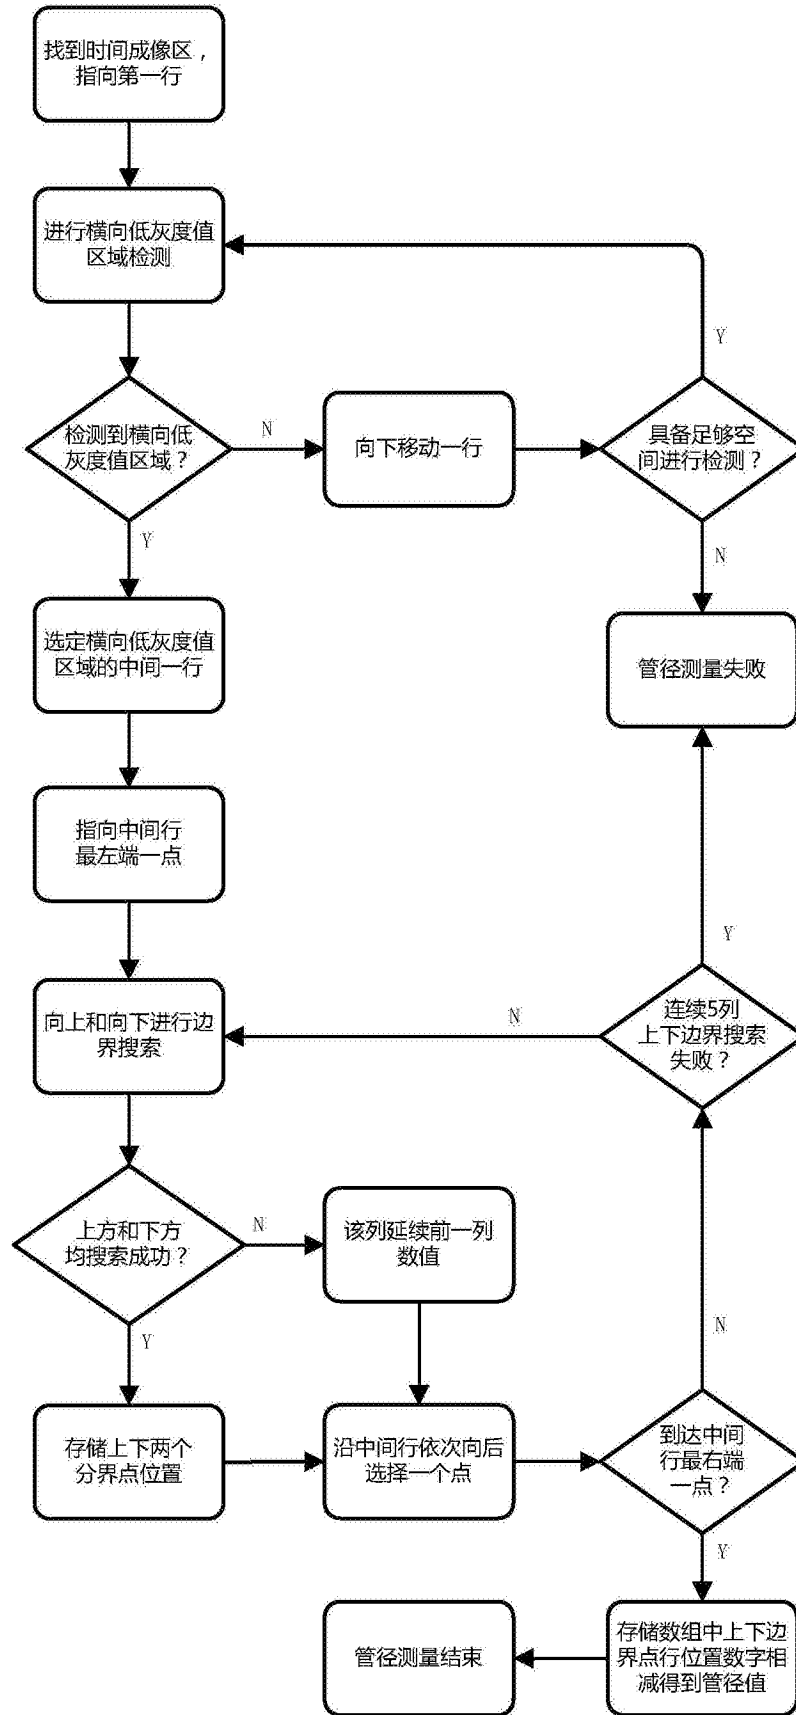 找到时间成像区，
指向第一行
进行横向低灰度值
区域检测
Y
检测到横向低
灰度值区域？
N
向下移动一行
具备足够空
间进行检测？
Y
N
选定横向低灰度值
区域的中间一行
管径测量失败
指向中间行
最左端一点
Y
向上和向下进行边
界搜索
N
连续5列
上下边界搜索
失败？
上方和下方
均搜索成功？
N
该列延续前一列
数值
Y
N
存储上下两个
分界点位置
沿中间行依次向后
选择一个点
到达中间
行最右端
一点？
Y
管径测量结束
存储数组中上下边
界点行位置数字相
减得到管径值